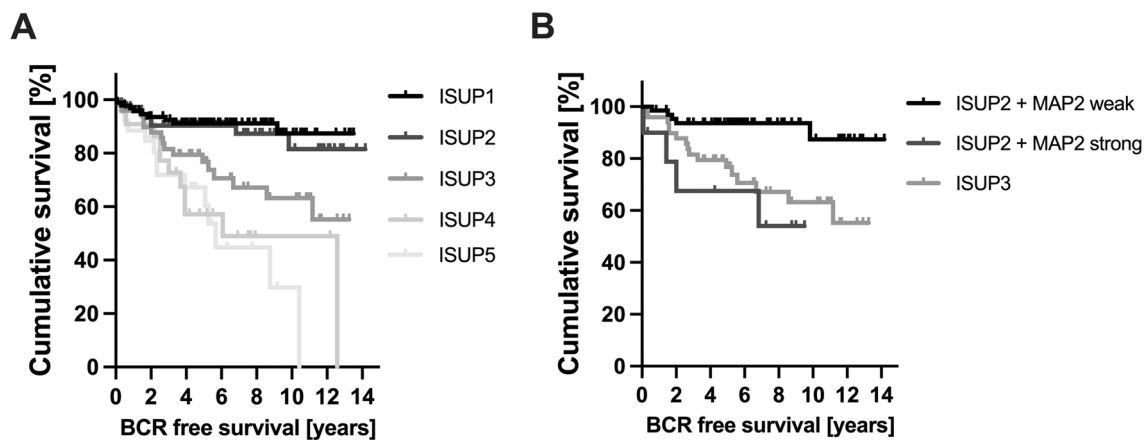 A
Cumulative survival [%]
100
80
60
40
20
0
0 2 4 6 8 10 12 14
BCR free survival [years]
ISUP1
ISUP2
ISUP3
ISUP4
ISUP5
B
Cumulative survival [%]
100
80
60
40
20
0
0 2 4 6 8 10 12 14
BCR free survival [years]
ISUP2 + MAP2 weak
ISUP2 + MAP2 strong
ISUP3